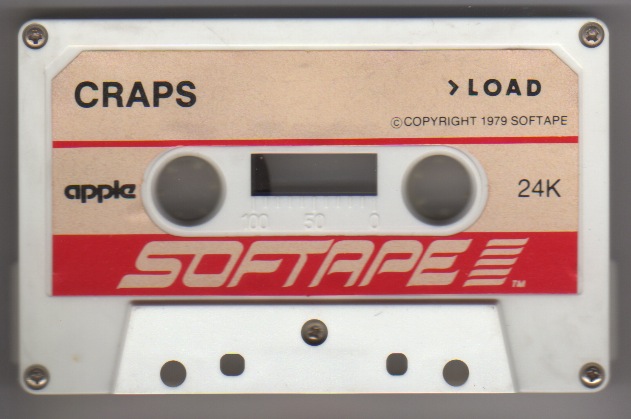 CRAPS
>LOAD
©COPYRIGHT 1979 SOFTAPE
apple
100 50 0
24K
SOFTAPE
TM